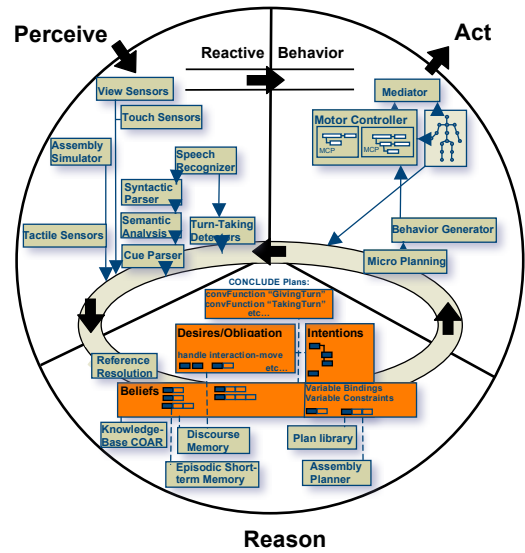 Perceive
Act
Reactive
Behavior
View Sensors
Touch Sensors
Assembly
Simulator
Speech
Recognizer
Syntactic
Parser
Semantic
Analysis
Turn-Taking
Detectors
Tactile Sensors
Cue Parser
Mediator
Motor Controller
MCP
MCP
Behavior Generator
Micro Planning
CONCLUDE Plans:
convFunction “GivingTurn”
convFunction “TakingTurn”
etc…
Desires/Obligation
handle interaction-move
etc…
Intentions
Reference
Resolution
Beliefs
Variable Bindings
Variable Constraints
Knowledge-
Base COAR
Discourse
Memory
Episodic Short-
term Memory
Plan library
Assembly
Planner
Reason